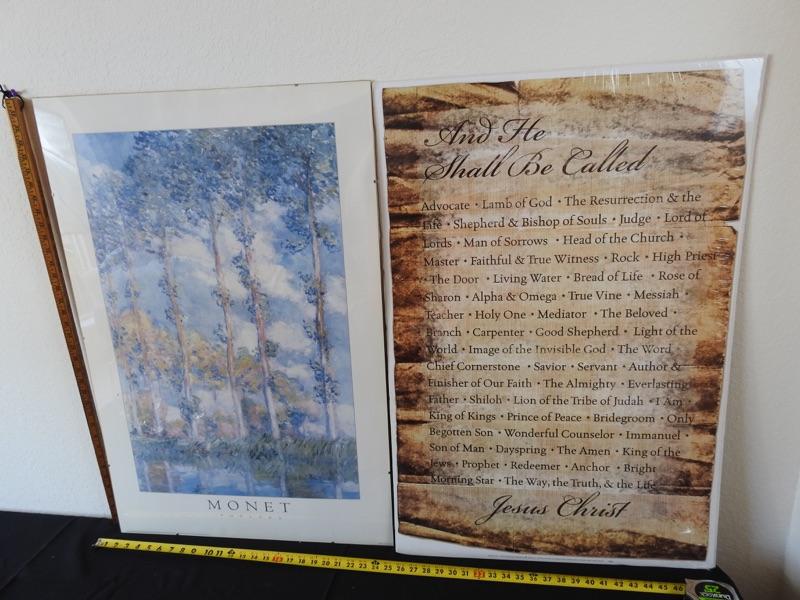 MONET
And He
Shall Be Called
Advocate • Lamb of God • The Resurrection & the
Life • Shepherd & Bishop of Souls • Judge • Lord of
Lords • Man of Sorrows • Head of the Church •
Master • Faithful & True Witness • Rock • High Priest
• The Door • Living Water • Bread of Life • Rose of
Sharon • Alpha & Omega • True Vine • Messiah •
Teacher • Holy One • Mediator • The Beloved •
Branch • Carpenter • Good Shepherd • Light of the
World • Image of the Invisible God • The Word
Chief Cornerstone • Savior • Servant • Author &
Finisher of Our Faith • The Almighty • Everlasting
Father • Shiloh • Lion of the Tribe of Judah • I Am
King of Kings • Prince of Peace • Bridegroom • Only
Begotten Son • Wonderful Counselor • Immanuel •
Son of Man • Dayspring • The Amen • King of the
Jews • Prophet • Redeemer • Anchor • Bright
Morning Star • The Way, the Truth, & the Life
Jesus Christ